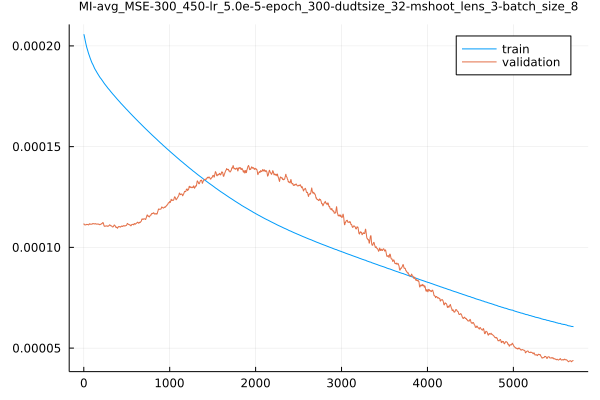 MI-avg_MSE-300_450-lr_5.0e-5-epoch_300-dudtsize_32-mshoot_lens_3-batch_size_8
train
validation
0.00020
0.00015
0.00010
0.00005
0 1000 2000 3000 4000 5000